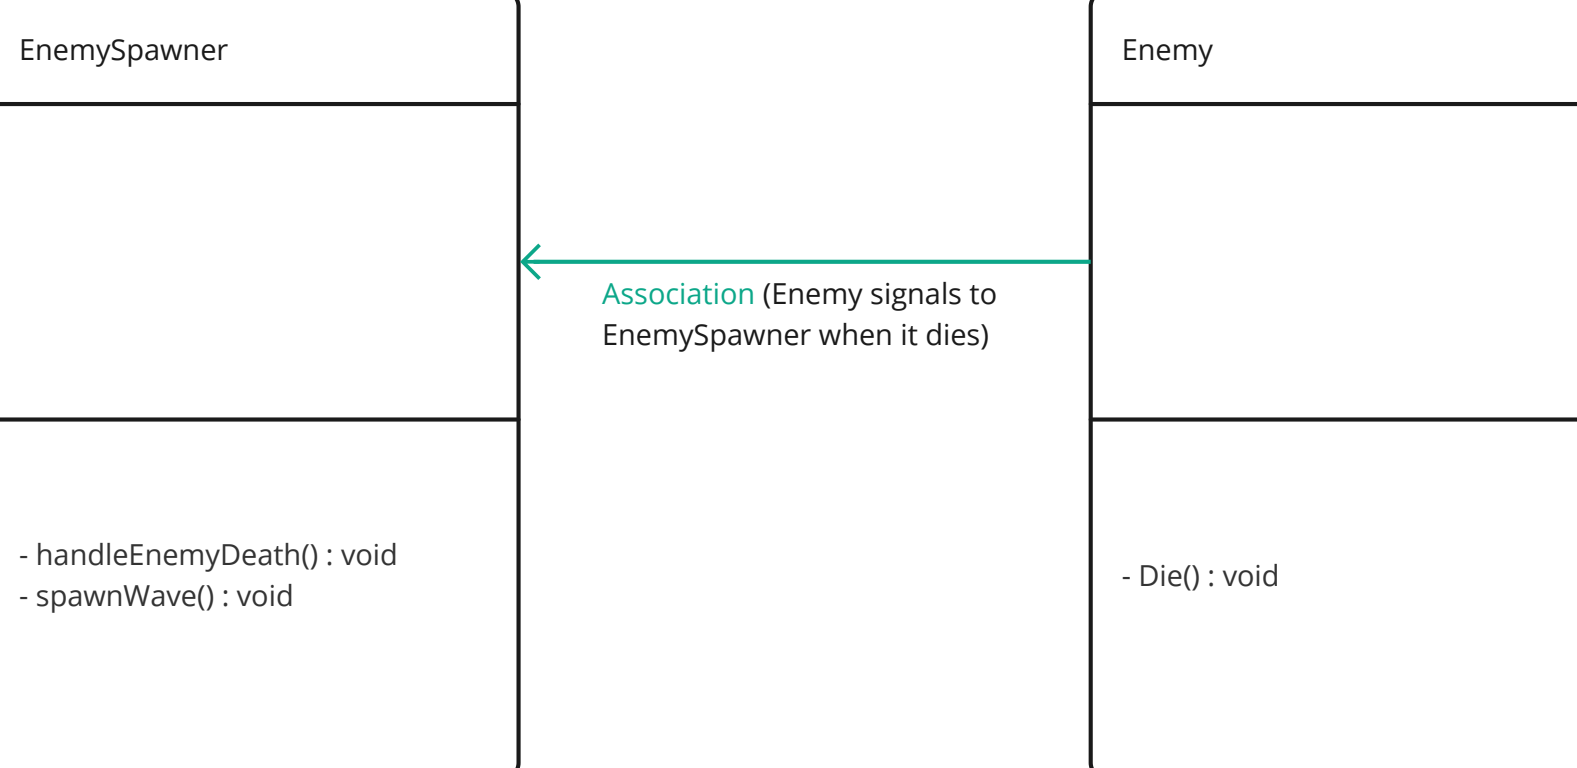 EnemySpawner
Enemy
Association (Enemy signals to
EnemySpawner when it dies)
- handleEnemyDeath() : void
- spawnWave() : void
- Die() : void